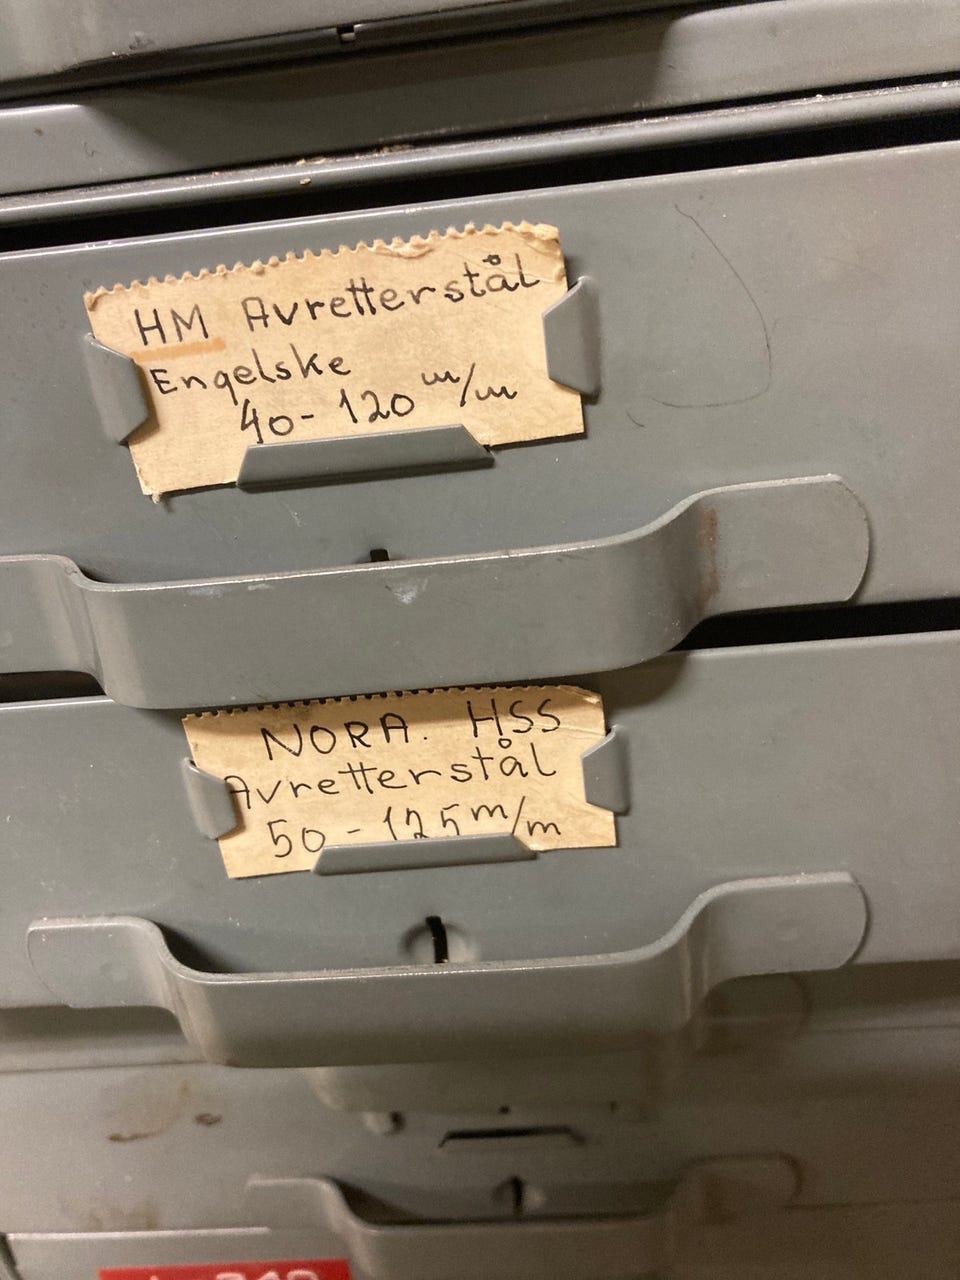 HM Avretterstål
Engelske
40-120 m/m
NORA. HSS
Avretterstål
50-125 m/m